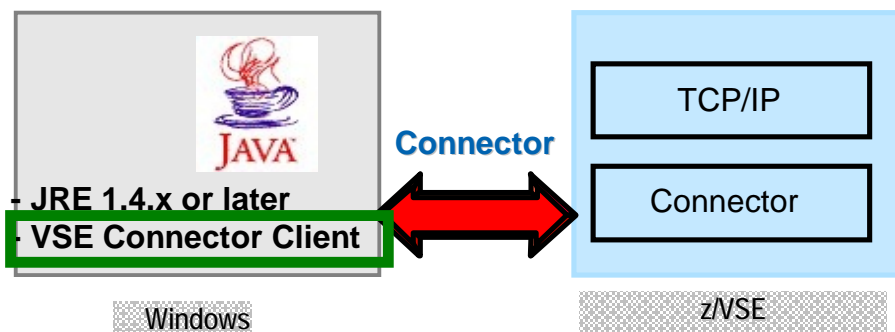 JAVA
- JRE 1.4.x or later
- VSE Connector Client
Windows
Connector
TCP/IP
Connector
z/VSE